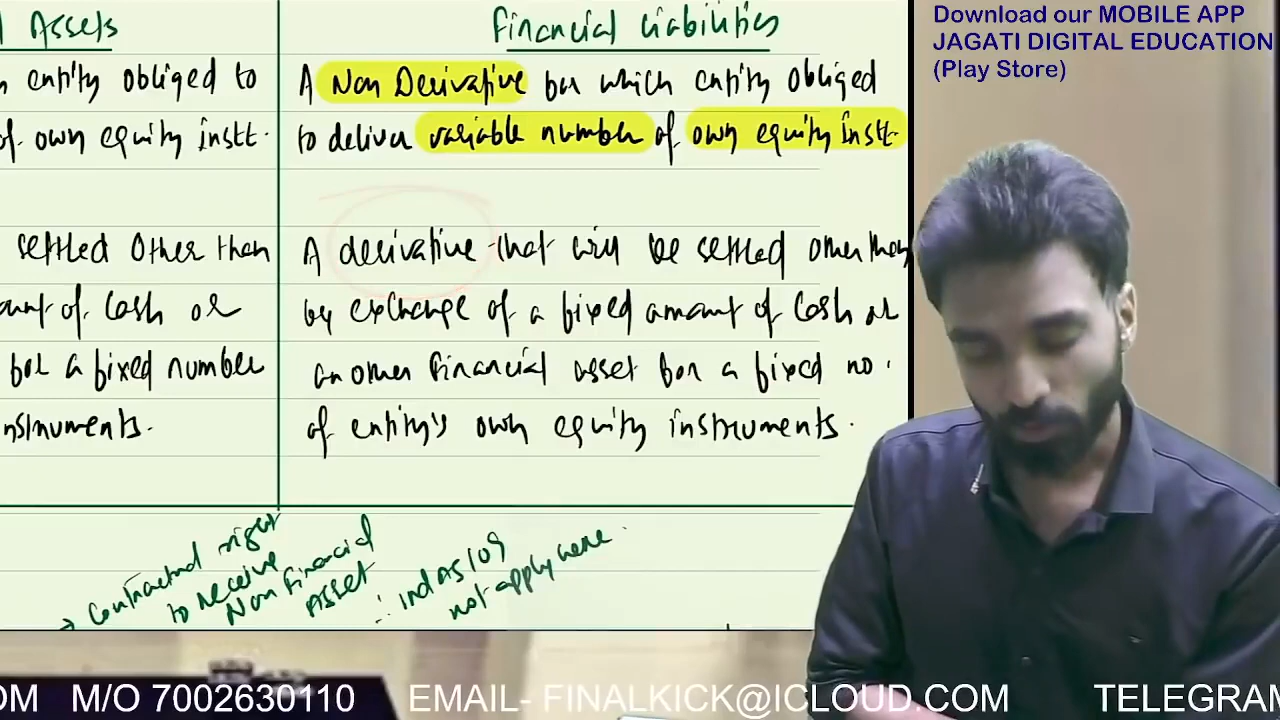 Assets
Financial Liabilities
entity obliged to
of own equity instt.
A Non Derivative for which entity obliged
to deliver variable number of own equity instt.
settled other than
of cash or
for a fixed number
instruments.
A derivative that will be settled other than
by exchange of a fixed amount of cash or
another financial asset for a fixed no.
of entity's own equity instruments.
→ Contractual right
to receive
Non Financial
Asset
∴ Ind AS 109
not apply here.
Download our MOBILE APP
JAGATI DIGITAL EDUCATION
(Play Store)
OM M/O 7002630110 EMAIL- FINALKICK@ICLOUD.COM TELEGRAM